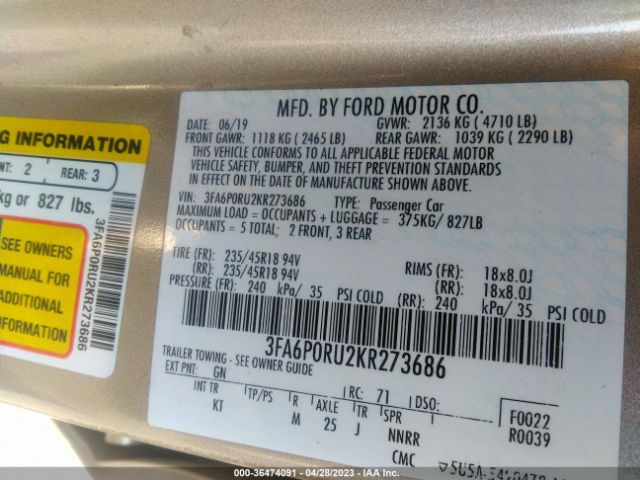 MFD. BY FORD MOTOR CO.
DATE: 06/19 GVWR: 2136 KG ( 4710 LB)
FRONT GAWR: 1118 KG ( 2465 LB) REAR GAWR: 1039 KG ( 2290 LB)
THIS VEHICLE CONFORMS TO ALL APPLICABLE FEDERAL MOTOR
VEHICLE SAFETY, BUMPER, AND THEFT PREVENTION STANDARDS
IN EFFECT ON THE DATE OF MANUFACTURE SHOWN ABOVE.
VIN: 3FA6P0RU2KR273686 TYPE: Passenger Car
MAXIMUM LOAD = OCCUPANTS + LUGGAGE = 375KG/ 827LB
OCCUPANTS = 5 TOTAL; 2 FRONT, 3 REAR
TIRE (FR): 235/45R18 94V RIMS (FR): 18x8.0J
(RR): 235/45R18 94V (RR): 18x8.0J
PRESSURE (FR): 240 kPa/ 35 PSI COLD (RR): 240 kPa/ 35 PSI COLD
3FA6P0RU2KR273686
TRAILER TOWING - SEE OWNER GUIDE
EXT PNT: GN RC: 71 DSO: F0022
INT TR TP/PS R AXLE TR SPR R0039
KT M 25 J NNRR
CMC
INFORMATION
2 REAR: 3
kg or 827 lbs.
SEE OWNERS
MANUAL FOR
ADDITIONAL
INFORMATION
3FA6P0RU2KR273686
000-36474091 - 04/28/2023 - IAA Inc.